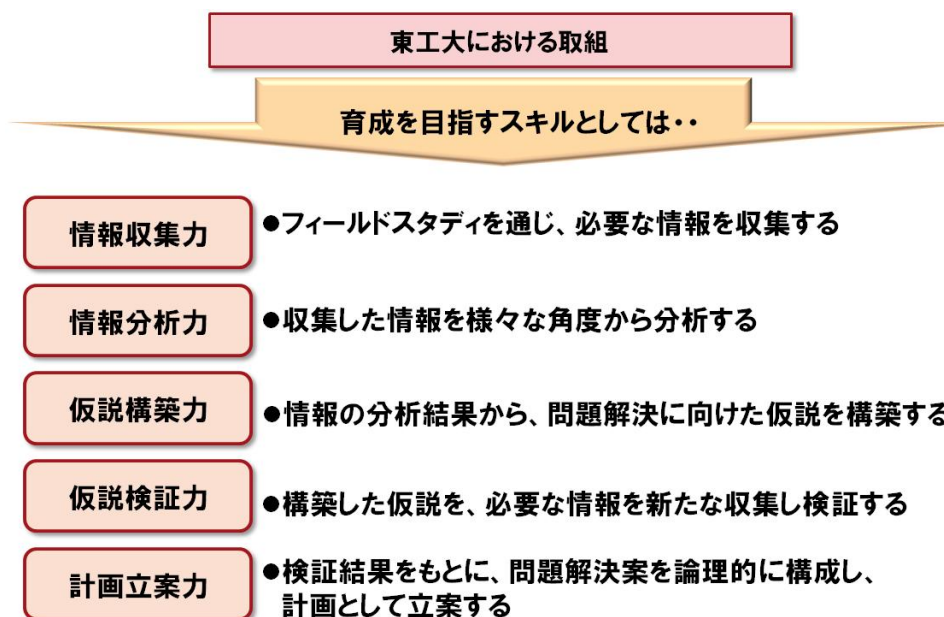 東工大における取組
育成を目指すスキルとしては・・
情報収集力
●フィールドスタディを通じ、必要な情報を収集する
情報分析力
●収集した情報を様々な角度から分析する
仮説構築力
●情報の分析結果から、問題解決に向けた仮説を構築する
仮説検証力
●構築した仮説を、必要な情報を新たな収集し検証する
計画立案力
●検証結果をもとに、問題解決案を論理的に構成し、
計画として立案する